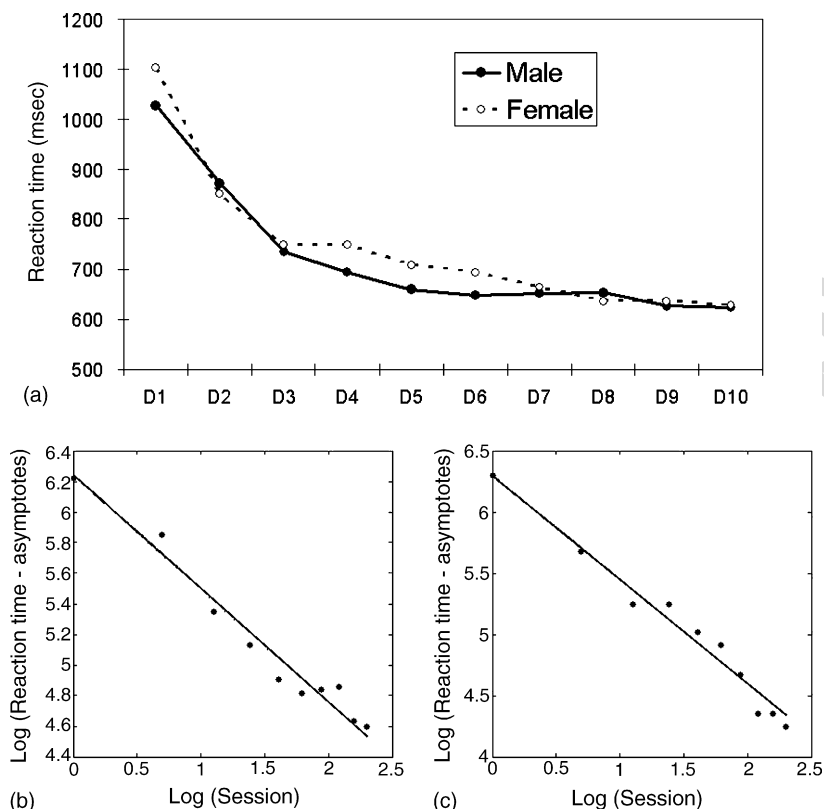 1200
1100
1000
900
800
700
600
500
Reaction time (msec)
Male
Female
(a)
D1 D2 D3 D4 D5 D6 D7 D8 D9 D10
6.4
6.2
6
5.8
5.6
5.4
5.2
5
4.8
4.6
4.4
Log (Reaction time - asymptotes)
0 0.5 1 1.5 2 2.5
(b)
Log (Session)
6.5
6
5.5
5
4.5
4
Log (Reaction time - asymptotes)
0 0.5 1 1.5 2 2.5
(c)
Log (Session)